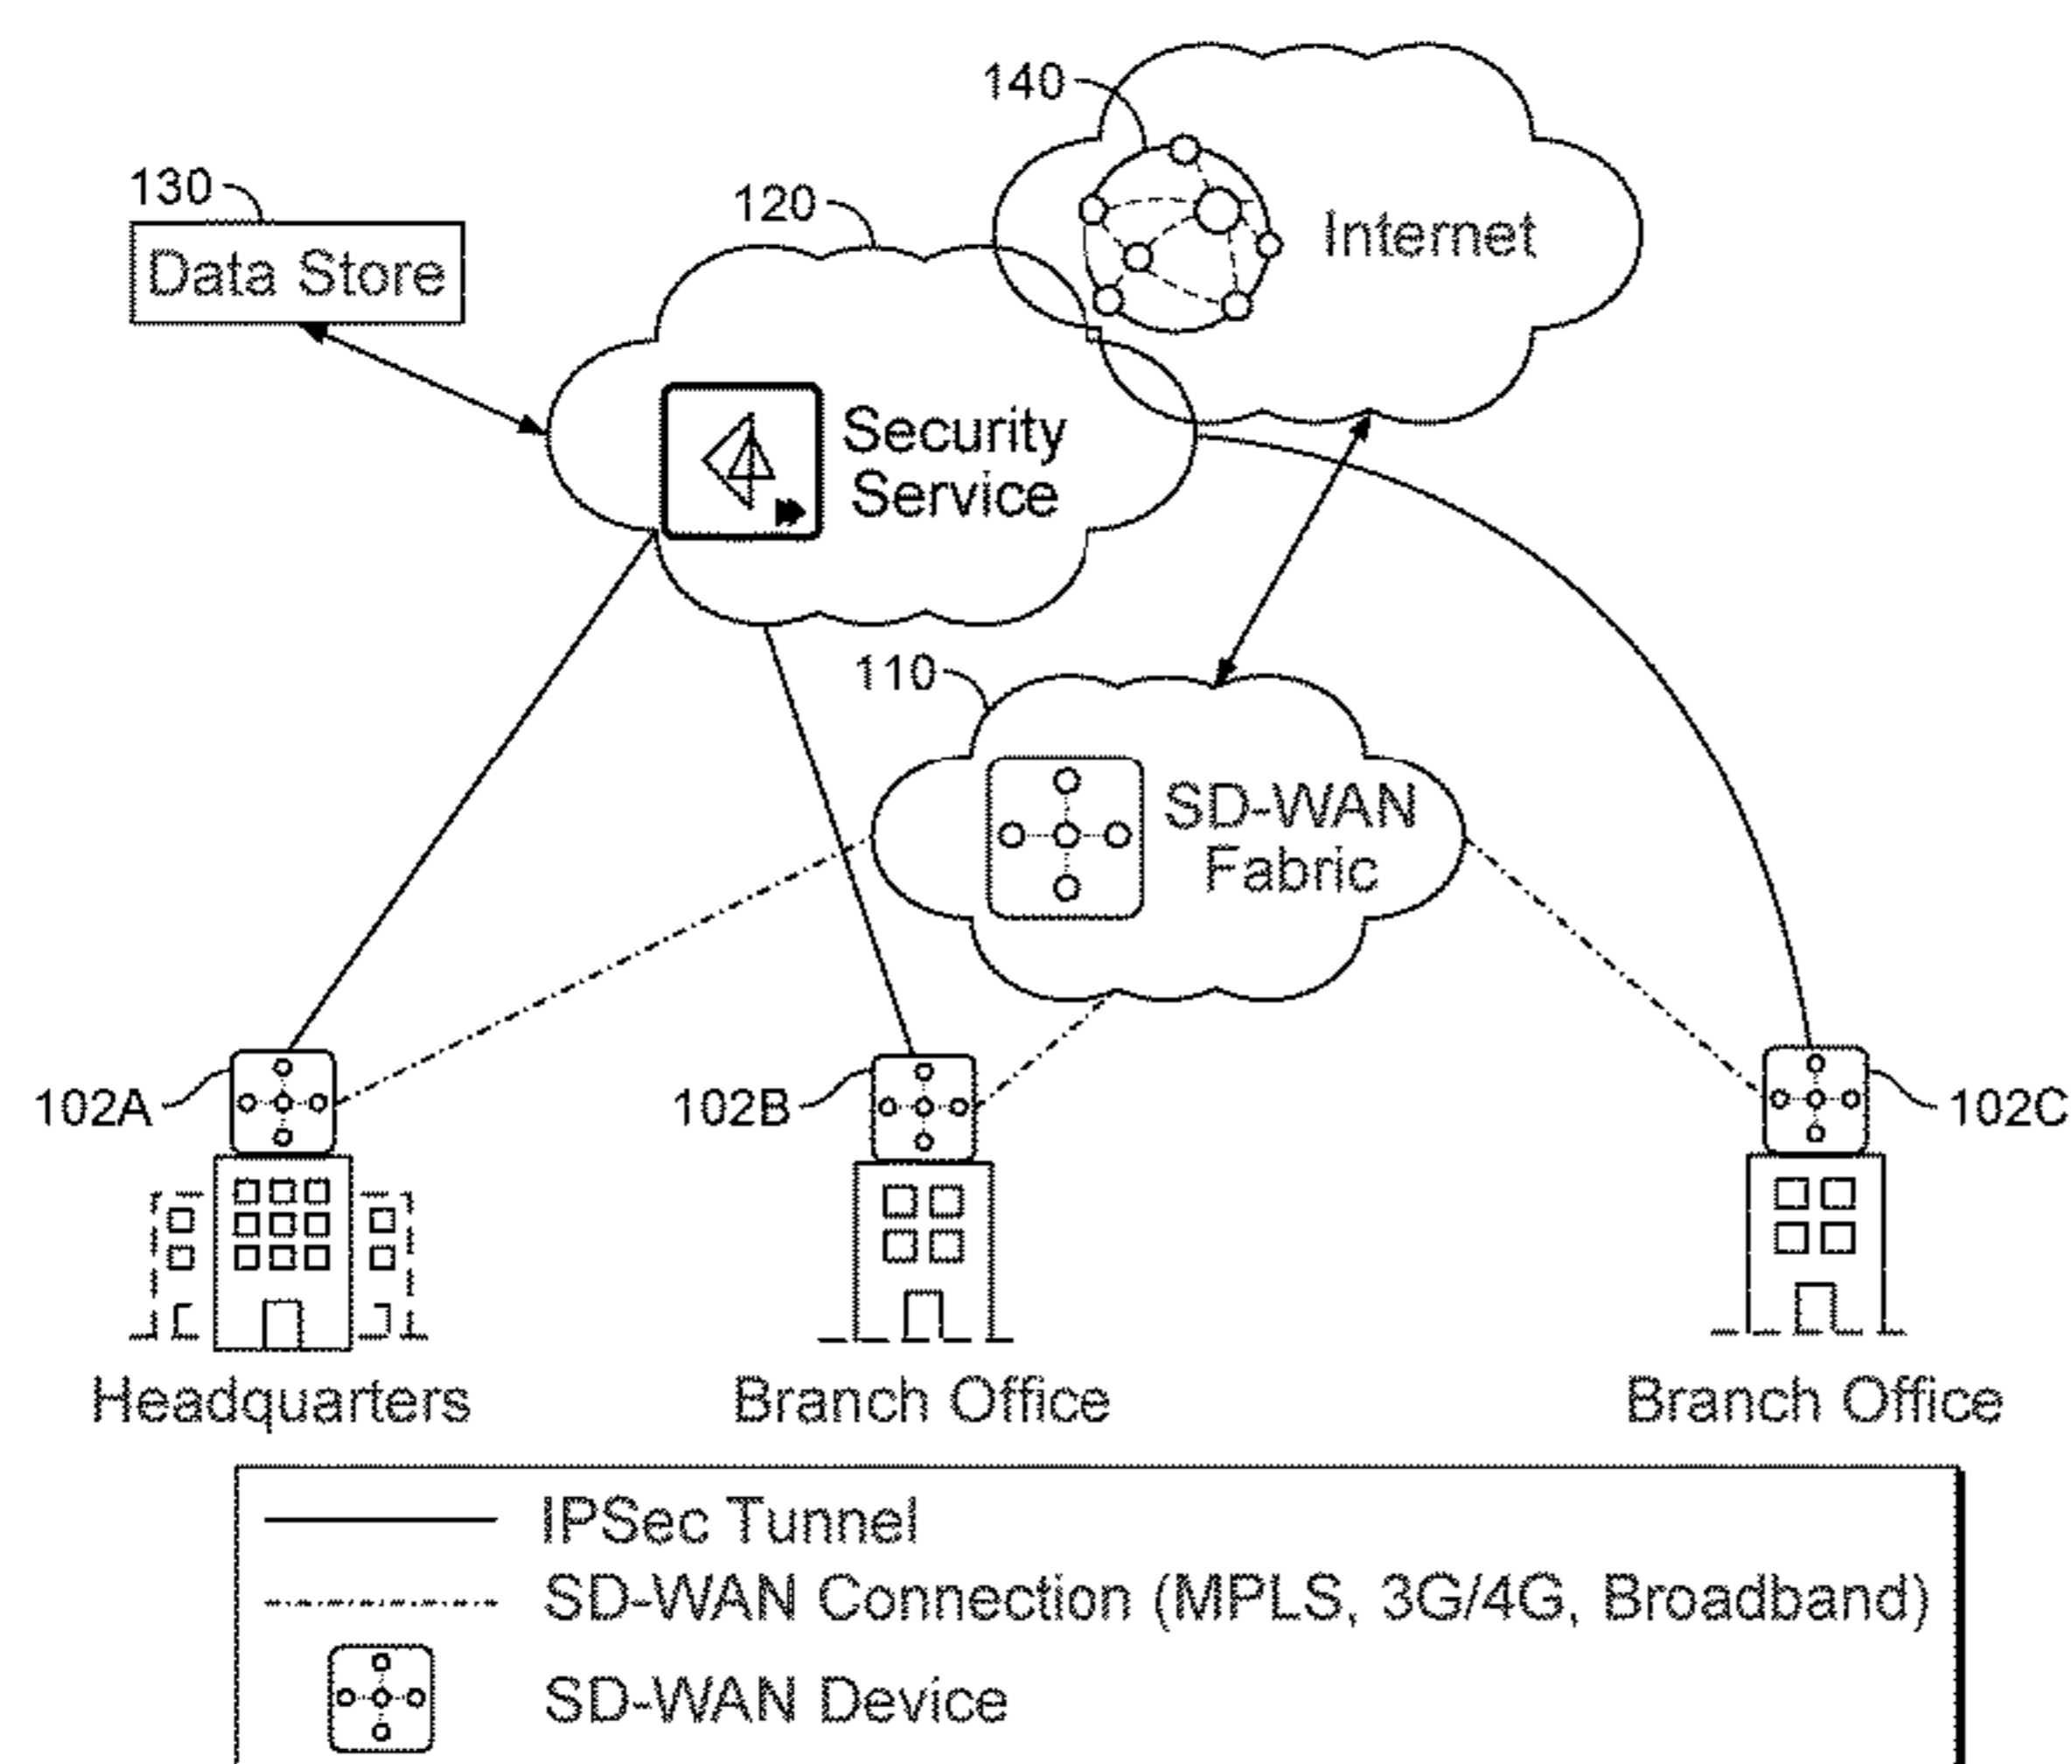 140
Internet
130
120
Data Store
Security
Service
110
SD-WAN
Fabric
102A
102B
102C
Headquarters
Branch Office
Branch Office
IPSec Tunnel
SD-WAN Connection (MPLS, 3G/4G, Broadband)
SD-WAN Device